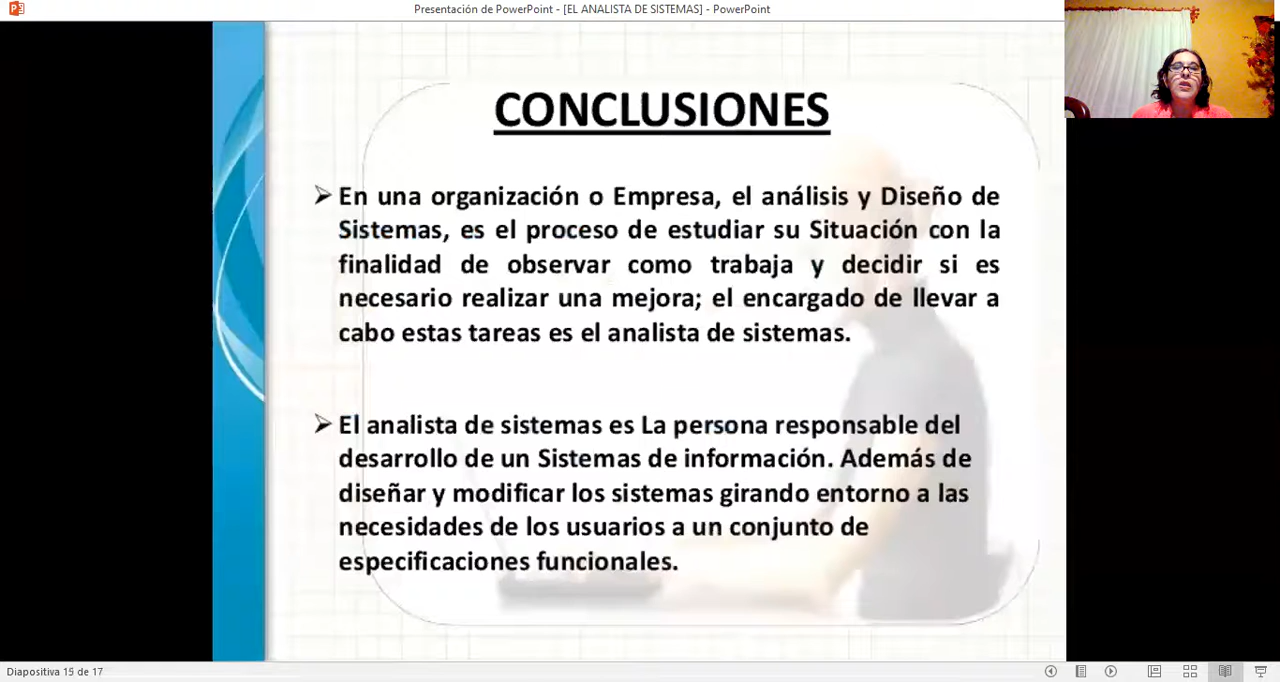 Presentación de PowerPoint - [EL ANALISTA DE SISTEMAS] - PowerPoint
CONCLUSIONES
➢ En una organización o Empresa, el análisis y Diseño de
Sistemas, es el proceso de estudiar su Situación con la
finalidad de observar como trabaja y decidir si es
necesario realizar una mejora; el encargado de llevar a
cabo estas tareas es el analista de sistemas.
➢ El analista de sistemas es La persona responsable del
desarrollo de un Sistemas de información. Además de
diseñar y modificar los sistemas girando entorno a las
necesidades de los usuarios a un conjunto de
especificaciones funcionales.
Diapositiva 15 de 17